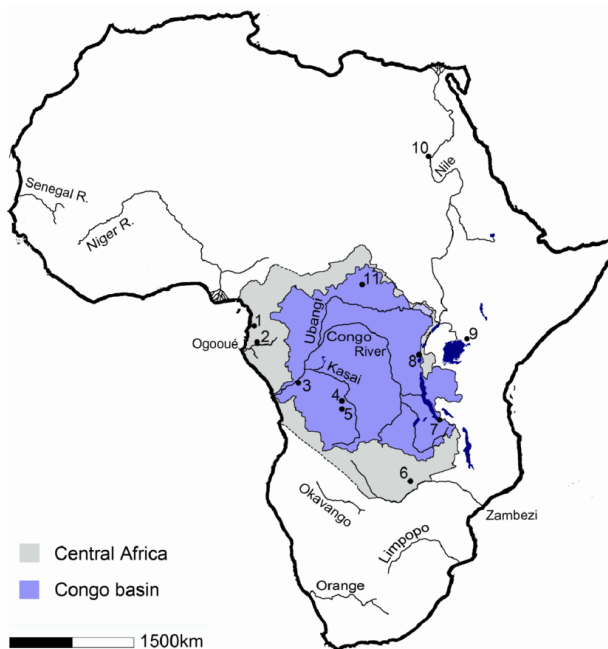 10
Nile
Senegal R.
Niger R.
11
Ubangi
1
2
Ogooué
Congo
River
9
8
Kasai
3
4
5
7
6
Okavango
Zambezi
Limpopo
Orange
Central Africa
Congo basin
1500km